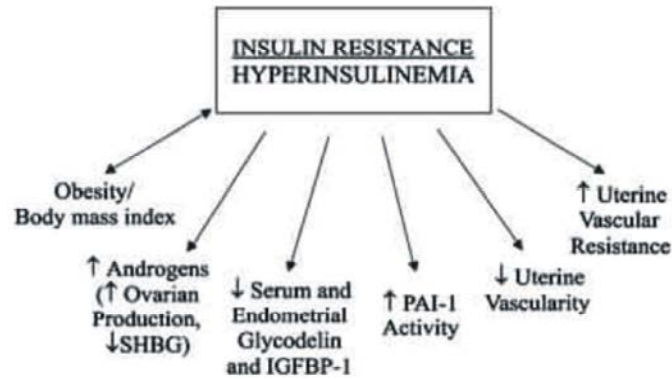 INSULIN RESISTANCE
HYPERINSULINEMIA
Obesity/
Body mass index
↑ Androgens
(↑ Ovarian
Production,
↓SHBG)
↓ Serum and
Endometrial
Glycodelin
and IGFBP-1
↑ PAI-1
Activity
↓ Uterine
Vascularity
↑ Uterine
Vascular
Resistance